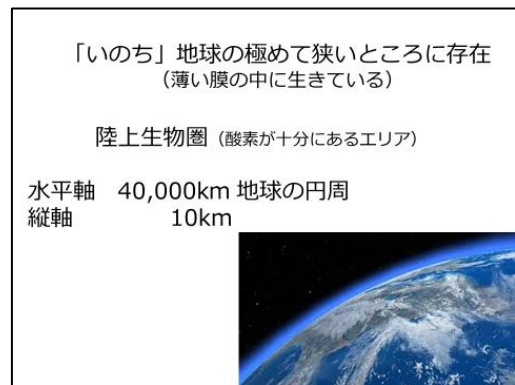 「いのち」地球の極めて狭いところに存在
（薄い膜の中に生きている）
陸上生物圏（酸素が十分にあるエリア）
水平軸　40,000km 地球の円周
縦軸　　　　10km